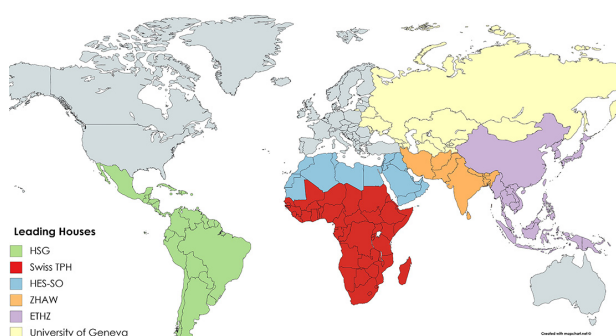 Leading Houses
HSG
Swiss TPH
HES-SO
ZHAW
ETHZ
University of Geneva
Created with mapchart.net ©